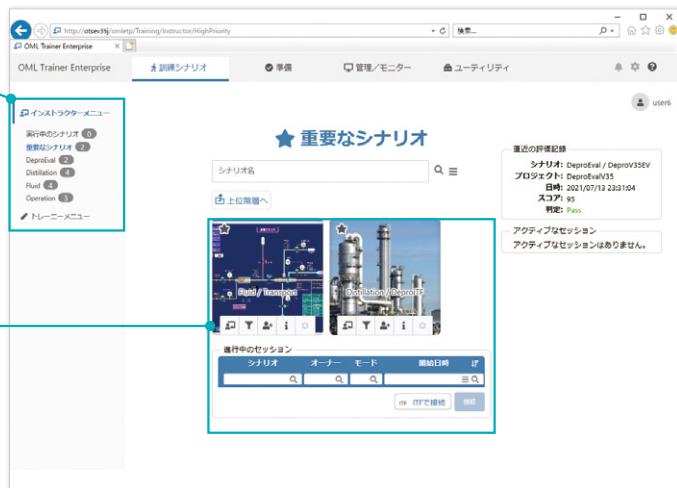 http://otsev35j/omletp/Training/Instructor/HighPriority
検索...
OML Trainer Enterprise
OML Trainer Enterprise
訓練シナリオ
準備
管理／モニター
ユーティリティ
user6
インストラクターメニュー
実行中のシナリオ 0
重要なシナリオ 2
DeproEval 2
Distillation 4
Fluid 4
Operation 3
トレーニーメニュー
重要なシナリオ
シナリオ名
上位階層へ
Fluid / Transport
Distillation / DeproITF
進行中のセッション
シナリオ オーナー モード 開始日時
ITF ITFで接続
接続
直近の評価記録
シナリオ: DeproEval / DeproV35EV
プロジェクト: DeproEvalV35
日時: 2021/07/13 23:31:04
スコア: 95
判定: Pass
アクティブなセッション
アクティブなセッションはありません。